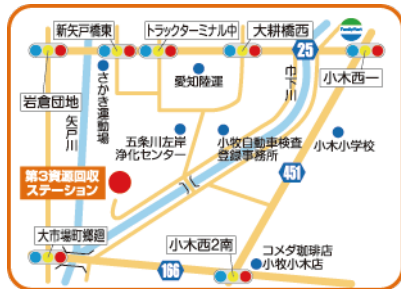 新矢戸橋東
トラックターミナル中
大耕橋西
FamilyMart
25
小木西一
愛知陸運
さかき運動場
岩倉団地
矢戸川
五条川左岸
浄化センター
小牧自動車検査
登録事務所
小木小学校
第3資源回収
ステーション
451
大市場町郷廻
小木西2南
コメダ珈琲店
小牧小木店
166